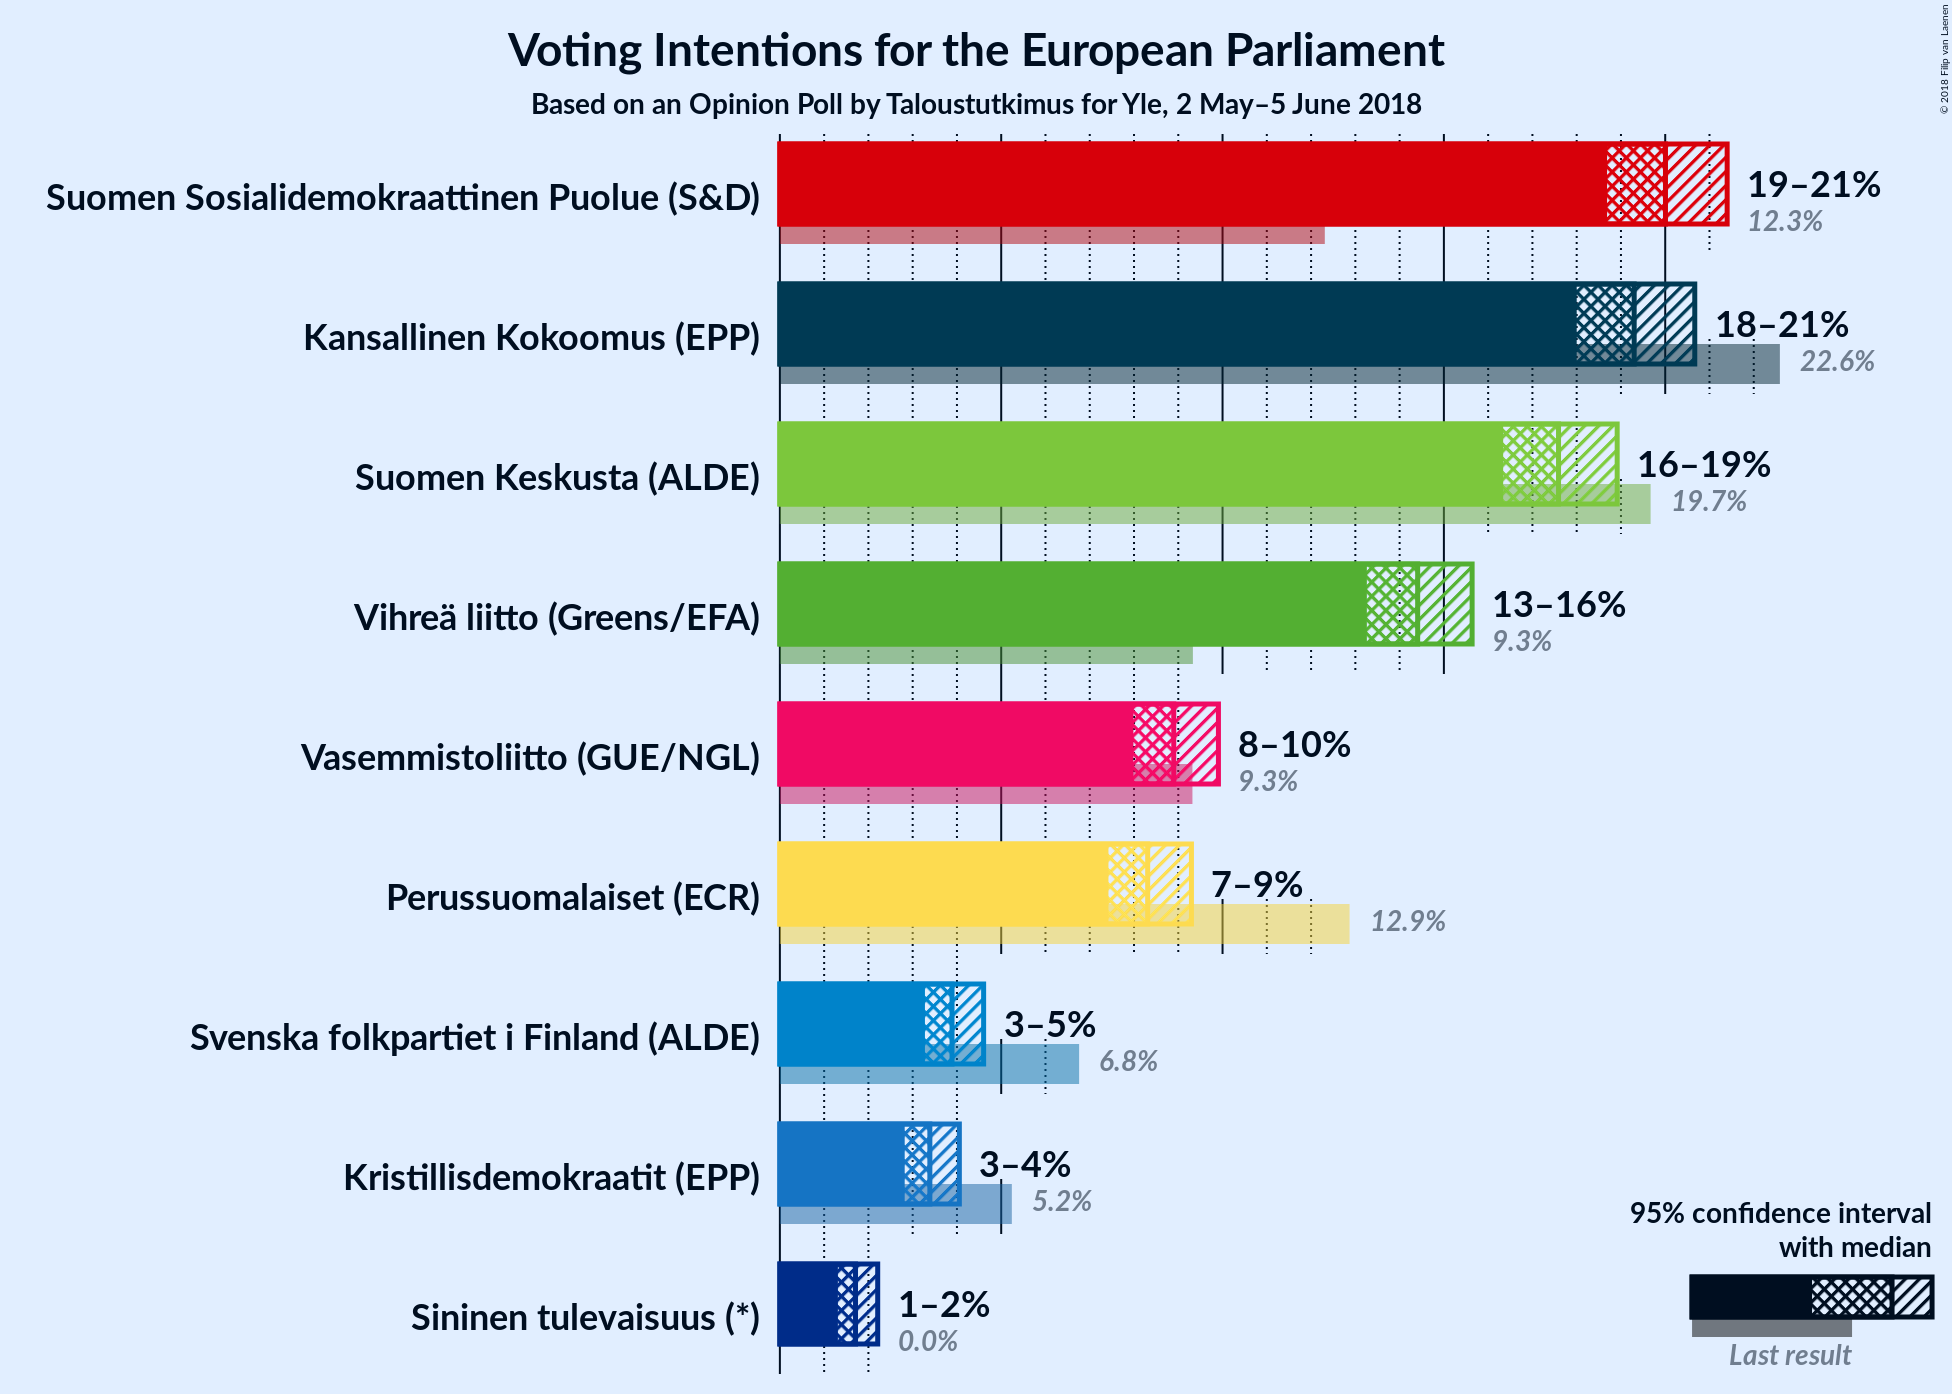 Voting Intentions for the European Parliament
Based on an Opinion Poll by Taloustutkimus for Yle, 2 May–5 June 2018
© 2018 Filip van Laenen
Suomen Sosialidemokraattinen Puolue (S&D)
19–21%
12.3%
Kansallinen Kokoomus (EPP)
18–21%
22.6%
Suomen Keskusta (ALDE)
16–19%
19.7%
Vihreä liitto (Greens/EFA)
13–16%
9.3%
Vasemmistoliitto (GUE/NGL)
8–10%
9.3%
Perussuomalaiset (ECR)
7–9%
12.9%
Svenska folkpartiet i Finland (ALDE)
3–5%
6.8%
Kristillisdemokraatit (EPP)
3–4%
5.2%
Sininen tulevaisuus (*)
1–2%
0.0%
95% confidence interval
with median
Last result